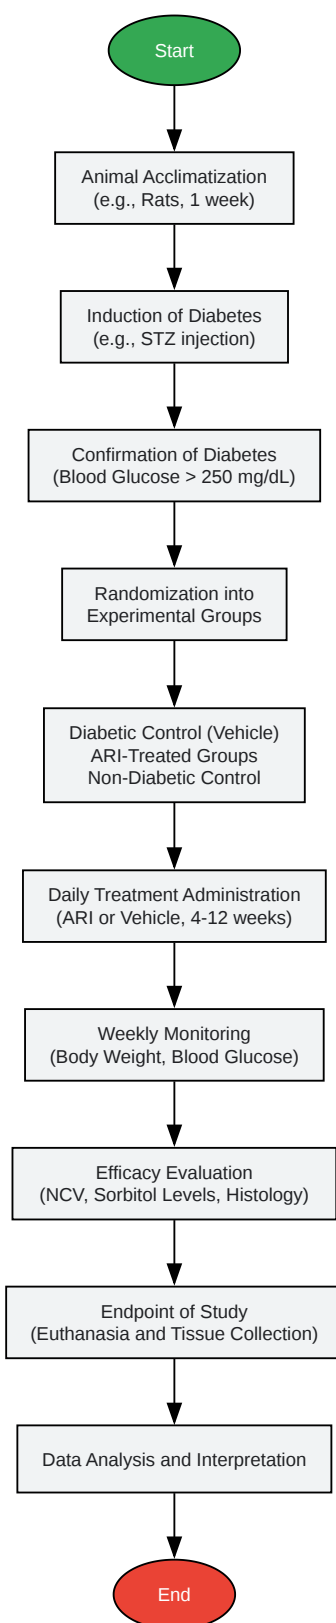 Start
Animal Acclimatization
(e.g., Rats, 1 week)
Induction of Diabetes
(e.g., STZ injection)
Confirmation of Diabetes
(Blood Glucose > 250 mg/dL)
Randomization into
Experimental Groups
Diabetic Control (Vehicle)
ARI-Treated Groups
Non-Diabetic Control
Daily Treatment Administration
(ARI or Vehicle, 4-12 weeks)
Weekly Monitoring
(Body Weight, Blood Glucose)
Efficacy Evaluation
(NCV, Sorbitol Levels, Histology)
Endpoint of Study
(Euthanasia and Tissue Collection)
Data Analysis and Interpretation
End